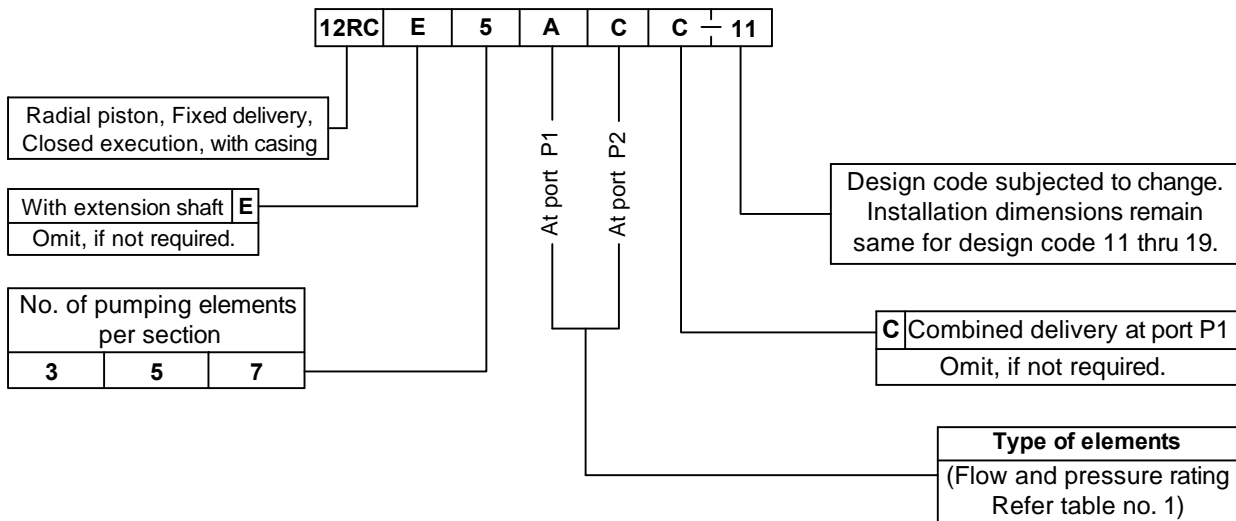 12RC E 5 A C C 11
Radial piston, Fixed delivery,
Closed execution, with casing
With extension shaft E
Omit, if not required.
No. of pumping elements
per section
3 5 7
At port P1
At port P2
Design code subjected to change.
Installation dimensions remain
same for design code 11 thru 19.
C Combined delivery at port P1
Omit, if not required.
Type of elements
(Flow and pressure rating
Refer table no. 1)